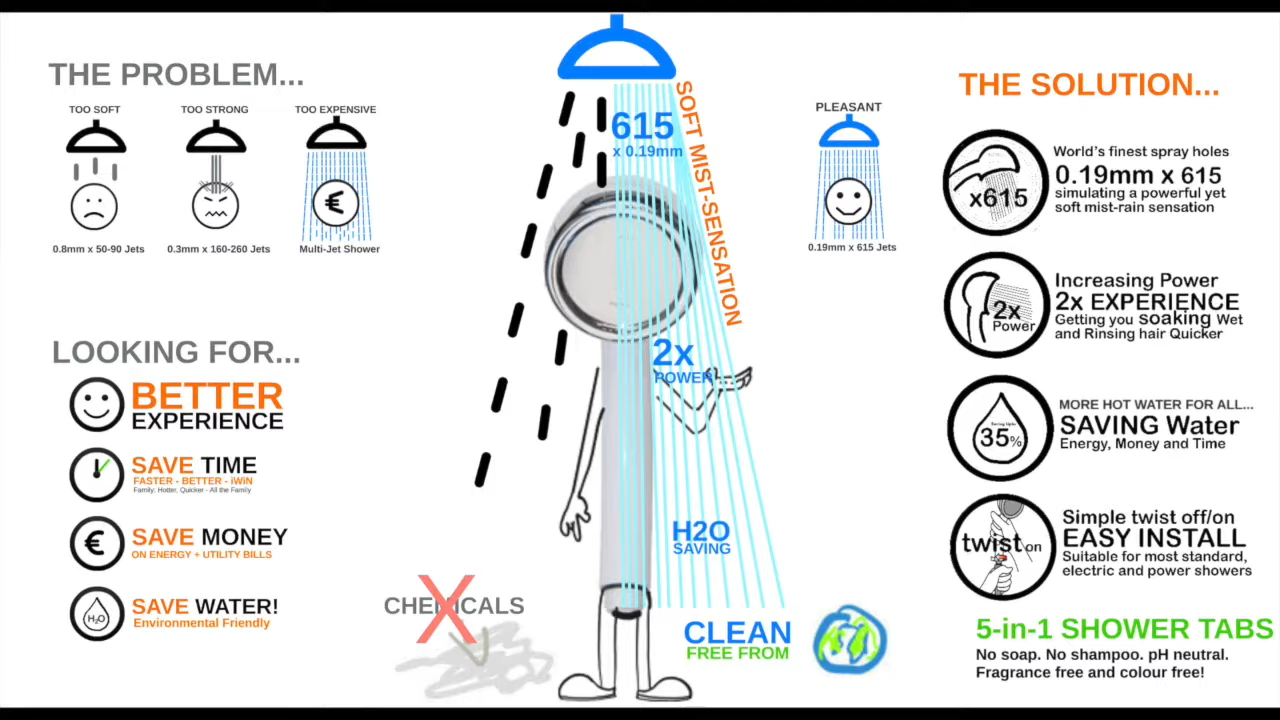 THE PROBLEM...
TOO SOFT
TOO STRONG
TOO EXPENSIVE
€
0.8mm x 50-90 Jets
0.3mm x 160-260 Jets
Multi-Jet Shower
LOOKING FOR...
BETTER
EXPERIENCE
SAVE TIME
FASTER - BETTER - iWiN
Family: Hotter, Quicker - All the Family
€
SAVE MONEY
ON ENERGY + UTILITY BILLS
H₂O
SAVE WATER!
Environmental Friendly
615
x 0.19mm
SOFT MIST-SENSATION
2x
POWER
H2O
SAVING
CHEMICALS
X
CLEAN
FREE FROM
PLEASANT
0.19mm x 615 Jets
THE SOLUTION...
x615
World's finest spray holes
0.19mm x 615
simulating a powerful yet
soft mist-rain sensation
2x
Power
Increasing Power
2x EXPERIENCE
Getting you soaking Wet
and Rinsing hair Quicker
35%
MORE HOT WATER FOR ALL...
SAVING Water
Energy, Money and Time
twist on
Simple twist off/on
EASY INSTALL
Suitable for most standard,
electric and power showers
5-in-1 SHOWER TABS
No soap. No shampoo. pH neutral.
Fragrance free and colour free!